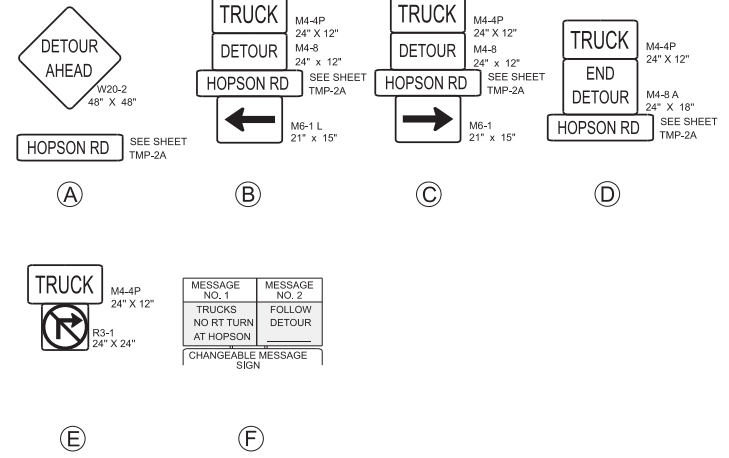 DETOUR
AHEAD
W20-2
48" X 48"
HOPSON RD
SEE SHEET
TMP-2A
A
TRUCK
M4-4P
24" X 12"
DETOUR
M4-8
24" x 12"
HOPSON RD
SEE SHEET
TMP-2A
M6-1 L
21" x 15"
B
TRUCK
M4-4P
24" X 12"
DETOUR
M4-8
24" x 12"
HOPSON RD
SEE SHEET
TMP-2A
M6-1
21" x 15"
C
TRUCK
M4-4P
24" X 12"
END
DETOUR
M4-8 A
24" X 18"
HOPSON RD
SEE SHEET
TMP-2A
D
TRUCK
M4-4P
24" X 12"
R3-1
24" X 24"
E
MESSAGE
NO. 1
TRUCKS
NO RT TURN
AT HOPSON
MESSAGE
NO. 2
FOLLOW
DETOUR
CHANGEABLE MESSAGE
SIGN
F